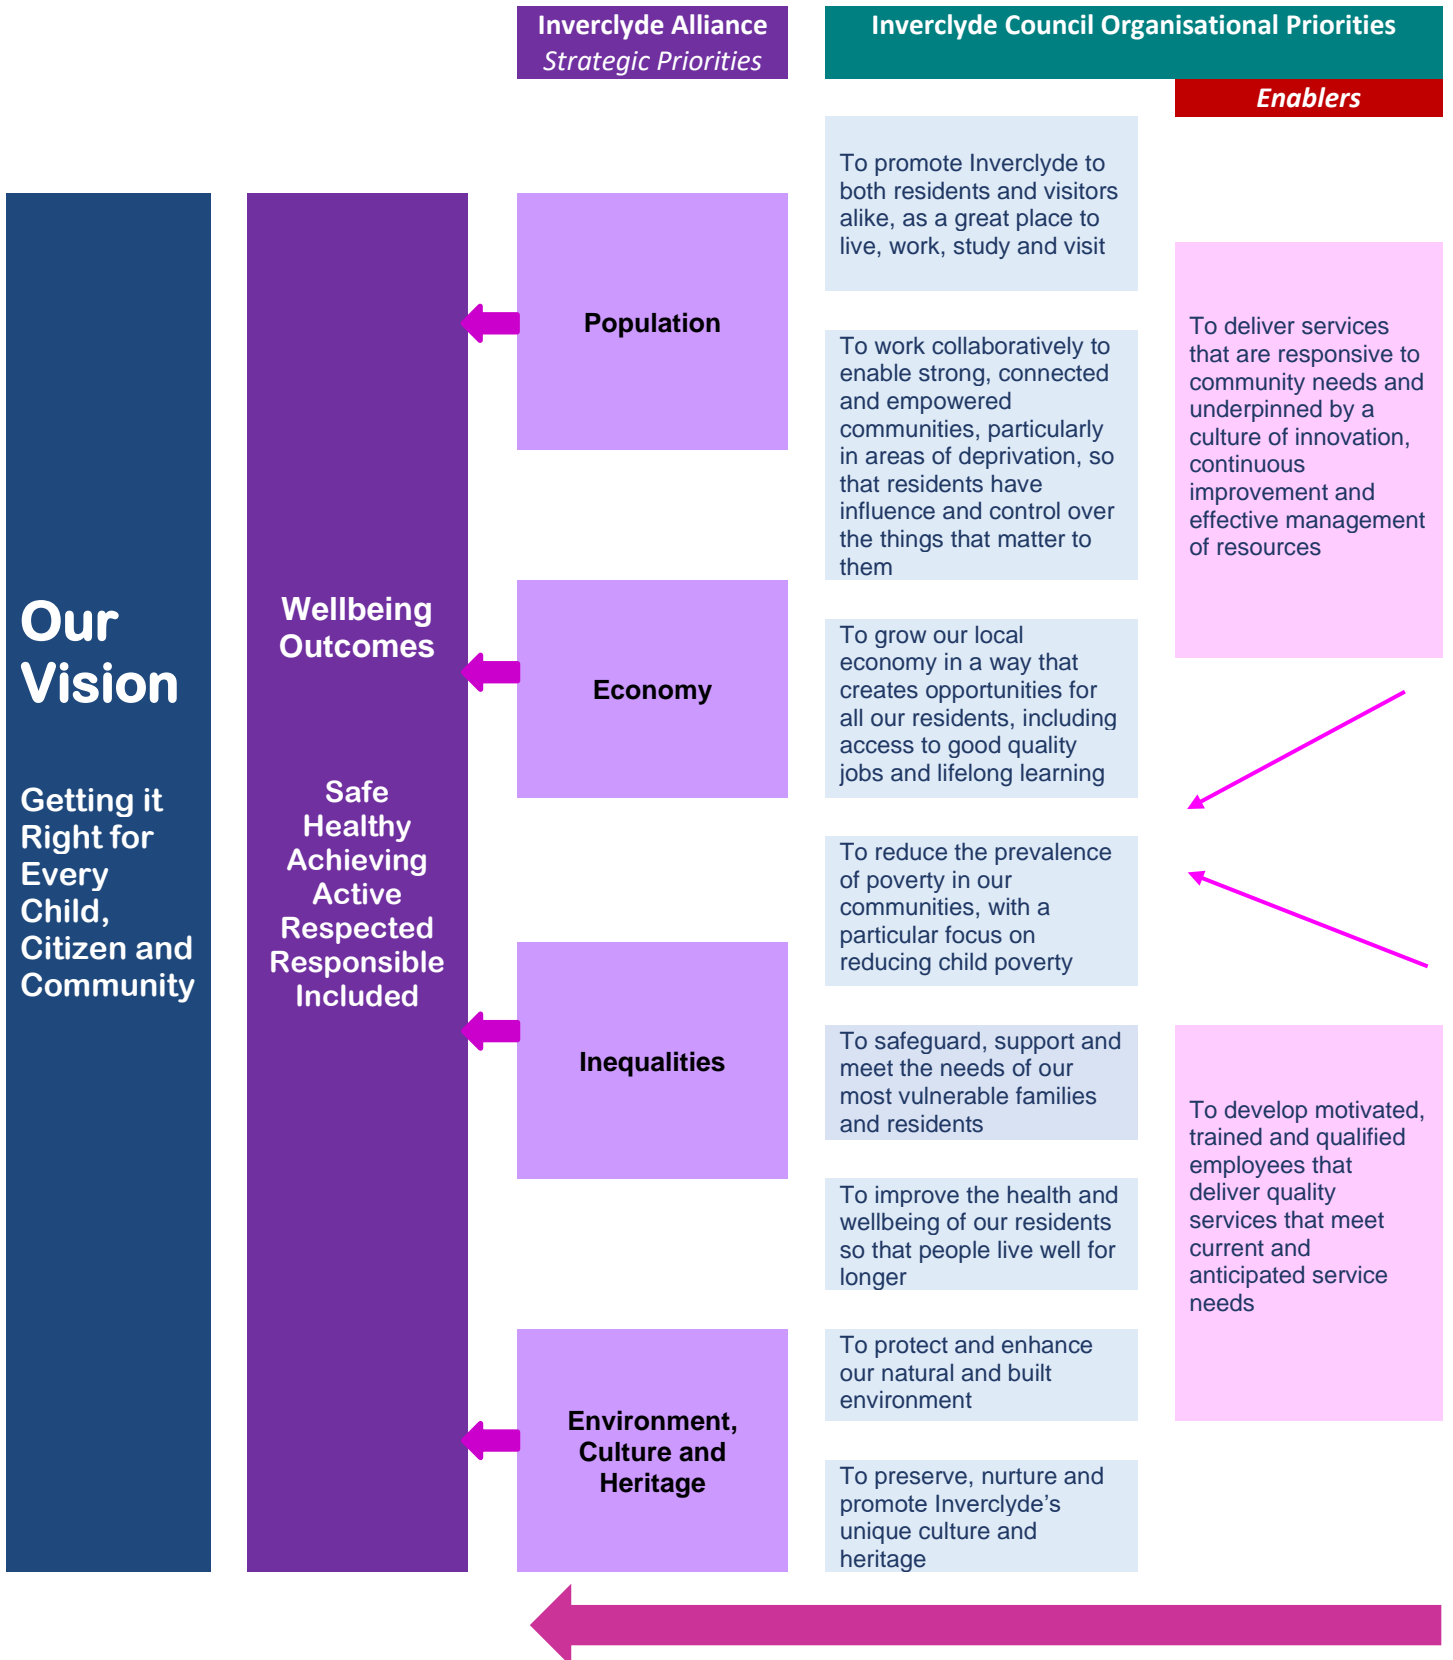 Inverclyde Alliance
Strategic Priorities
Inverclyde Council Organisational Priorities
Enablers
Our
Vision
Getting it
Right for
Every
Child,
Citizen and
Community
Wellbeing
Outcomes
Safe
Healthy
Achieving
Active
Respected
Responsible
Included
Population
Economy
Inequalities
Environment,
Culture and
Heritage
To promote Inverclyde to
both residents and visitors
alike, as a great place to
live, work, study and visit
To work collaboratively to
enable strong, connected
and empowered
communities, particularly
in areas of deprivation, so
that residents have
influence and control over
the things that matter to
them
To grow our local
economy in a way that
creates opportunities for
all our residents, including
access to good quality
jobs and lifelong learning
To reduce the prevalence
of poverty in our
communities, with a
particular focus on
reducing child poverty
To safeguard, support and
meet the needs of our
most vulnerable families
and residents
To improve the health and
wellbeing of our residents
so that people live well for
longer
To protect and enhance
our natural and built
environment
To preserve, nurture and
promote Inverclyde’s
unique culture and
heritage
To deliver services
that are responsive to
community needs and
underpinned by a
culture of innovation,
continuous
improvement and
effective management
of resources
To develop motivated,
trained and qualified
employees that
deliver quality
services that meet
current and
anticipated service
needs